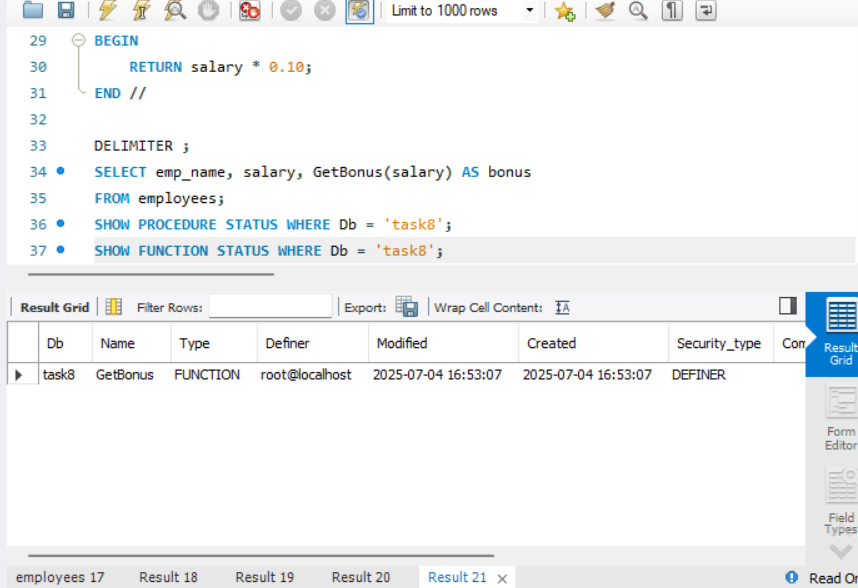 Limit to 1000 rows
29 BEGIN
30 RETURN salary * 0.10;
31 END //
32
33 DELIMITER ;
34 SELECT emp_name, salary, GetBonus(salary) AS bonus
35 FROM employees;
36 SHOW PROCEDURE STATUS WHERE Db = 'task8';
37 SHOW FUNCTION STATUS WHERE Db = 'task8';
Result Grid Filter Rows: Export: Wrap Cell Content: IA
Db Name Type Definer Modified Created Security_type Com
task8 GetBonus FUNCTION root@localhost 2025-07-04 16:53:07 2025-07-04 16:53:07 DEFINER
Result
Grid
Form
Editor
Field
Types
employees 17 Result 18 Result 19 Result 20 Result 21 Read On